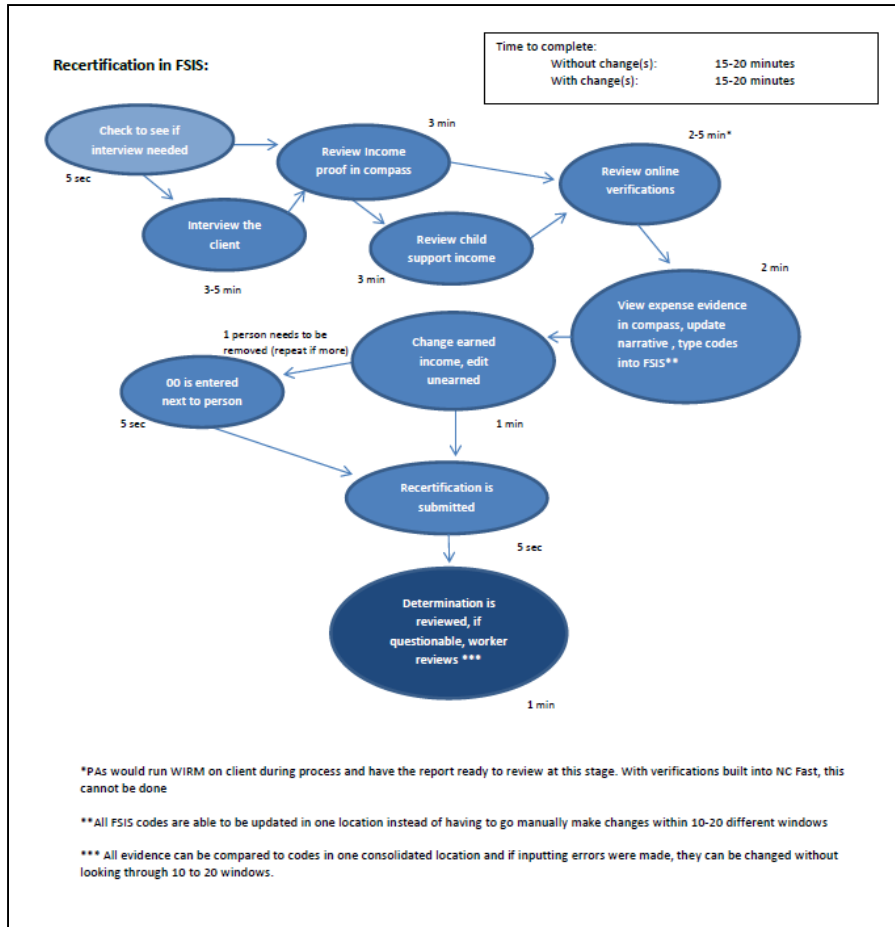 Recertification in FSIS:
Time to complete:
Without change(s): 15-20 minutes
With change(s): 15-20 minutes
Check to see if
interview needed
5 sec
Interview the
client
3-5 min
3 min
Review Income
proof in compass
Review child
support income
3 min
2-5 min*
Review online
verifications
2 min
View expense evidence
in compass, update
narrative , type codes
into FSIS**
Change earned
income, edit
unearned
1 min
1 person needs to be
removed (repeat if more)
00 is entered
next to person
5 sec
Recertification is
submitted
5 sec
Determination is
reviewed, if
questionable, worker
reviews ***
1 min
*PAs would run WIRM on client during process and have the report ready to review at this stage. With verifications built into NC Fast, this
cannot be done
**All FSIS codes are able to be updated in one location instead of having to go manually make changes within 10-20 different windows
*** All evidence can be compared to codes in one consolidated location and if inputting errors were made, they can be changed without
looking through 10 to 20 windows.